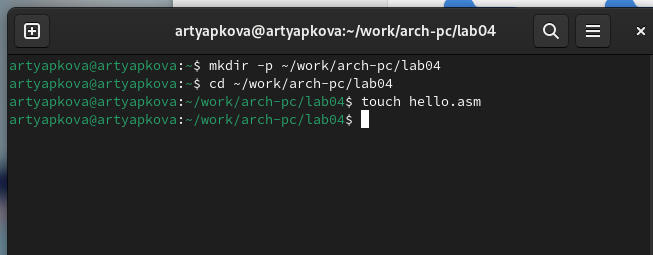 artyapkova@artyapkova:~/work/arch-pc/lab04
artyapkova@artyapkova:~$ mkdir -p ~/work/arch-pc/lab04
artyapkova@artyapkova:~$ cd ~/work/arch-pc/lab04
artyapkova@artyapkova:~/work/arch-pc/lab04$ touch hello.asm
artyapkova@artyapkova:~/work/arch-pc/lab04$